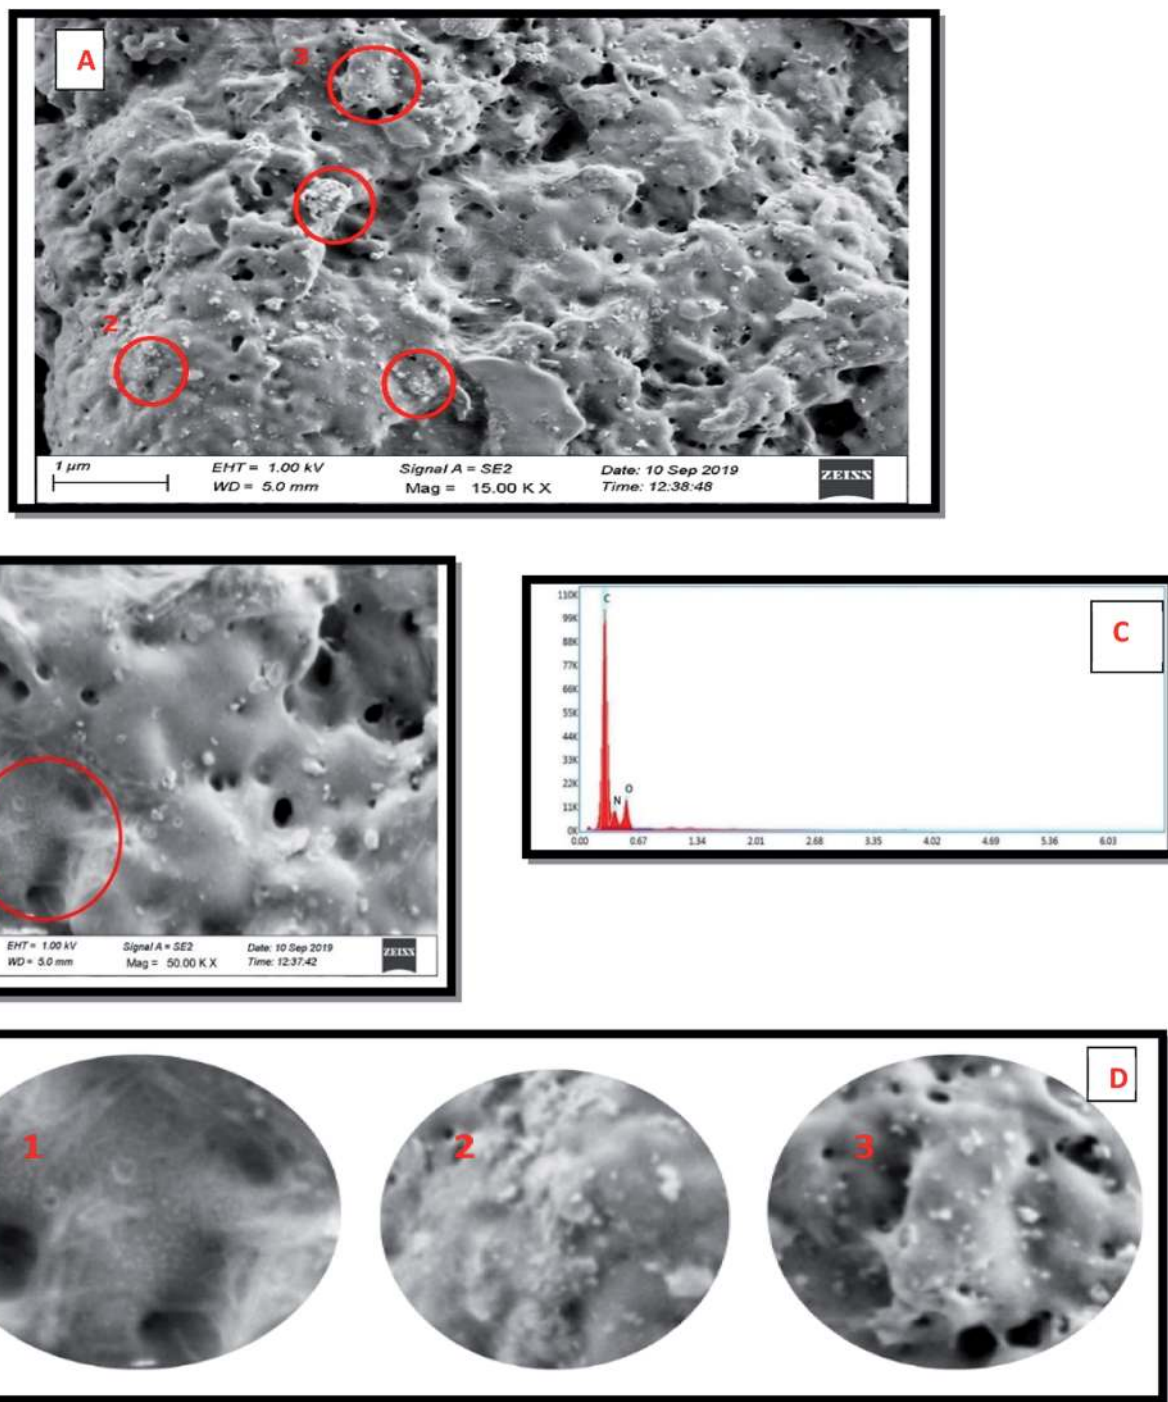 A
3
2
1 µm
EHT = 1.00 kV
Signal A = SE2
Date: 10 Sep 2019
WD = 5.0 mm
Mag = 15.00 K X
Time: 12:38:48
ZEISS
EHT = 1.00 kV
Signal A = SE2
Date: 10 Sep 2019
WD = 5.0 mm
Mag = 50.00 K X
Time: 12:37:42
ZEISS
C
110K
99K
88K
77K
66K
55K
44K
33K
22K
11K
0K
C
N
O
0.00 0.67 1.34 2.01 2.68 3.35 4.02 4.69 5.36 6.03
D
1
2
3